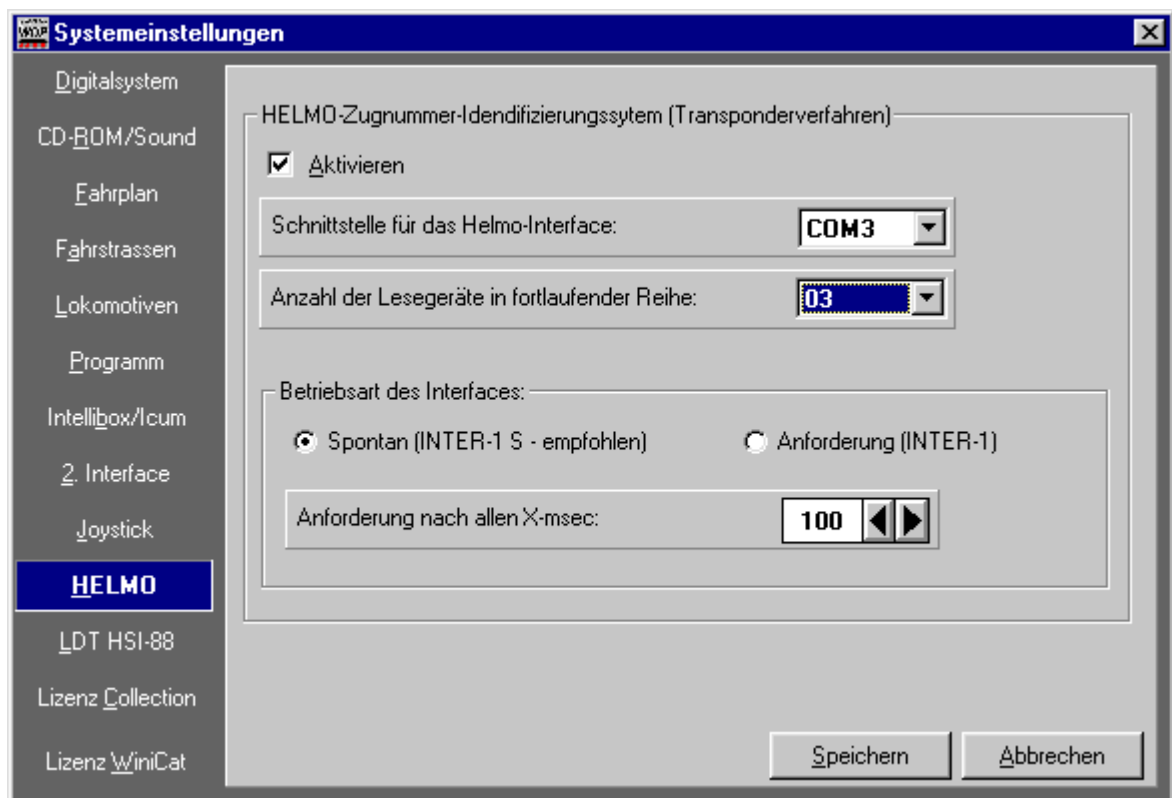 Systemeinstellungen
Digitalsystem
CD-ROM/Sound
Fahrplan
Fahrstrassen
Lokomotiven
Programm
Intellibox/Icum
2. Interface
Joystick
HELMO
LDT HSI-88
Lizenz Collection
Lizenz WiniCat
HELMO-Zugnummer-Idendifizierungssytem (Transponderverfahren)
Aktivieren
Schnittstelle für das Helmo-Interface: COM3
Anzahl der Lesegeräte in fortlaufender Reihe: 03
Betriebsart des Interfaces:
Spontan (INTER-1 S - empfohlen) Anforderung (INTER-1)
Anforderung nach allen X-msec: 100
Speichern Abbrechen